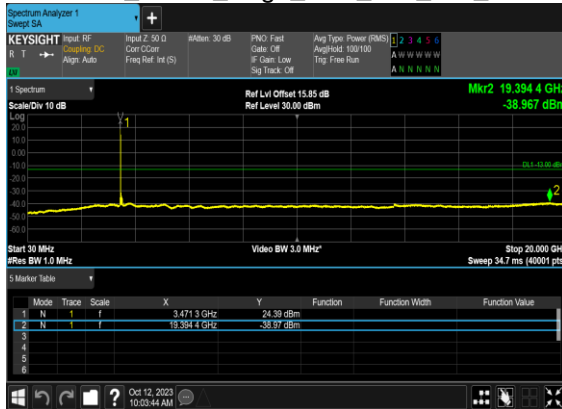 Spectrum Analyzer 1
Swept SA
+
KEYSIGHT
R T
LXI
Input: RF
Coupling: DC
Align: Auto
Input Z: 50 Ω
Corr CCorr
Freq Ref: Int (S)
#Atten: 30 dB
PNO: Fast
Gate: Off
IF Gain: Low
Sig Track: Off
Avg Type: Power (RMS)
Avg|Hold: 100/100
Trig: Free Run
1 2 3 4 5 6
A W W W W W
A N N N N N
1 Spectrum
Scale/Div 10 dB
Ref Lvl Offset 15.85 dB
Ref Level 30.00 dBm
Mkr2 19.394 4 GHz
-38.967 dBm
Log
20.0
10.0
0.00
-10.0
-20.0
-30.0
-40.0
-50.0
-60.0
1
DL1 -13.00 dBm
2
Start 30 MHz
#Res BW 1.0 MHz
Video BW 3.0 MHz*
Stop 20.000 GHz
Sweep 34.7 ms (40001 pts)
5 Marker Table
Mode Trace Scale X Y Function Function Width Function Value
1 N 1 f 3.471 3 GHz 24.39 dBm
2 N 1 f 19.394 4 GHz -38.97 dBm
3
4
5
6
?
Oct 12, 2023
10:03:44 AM